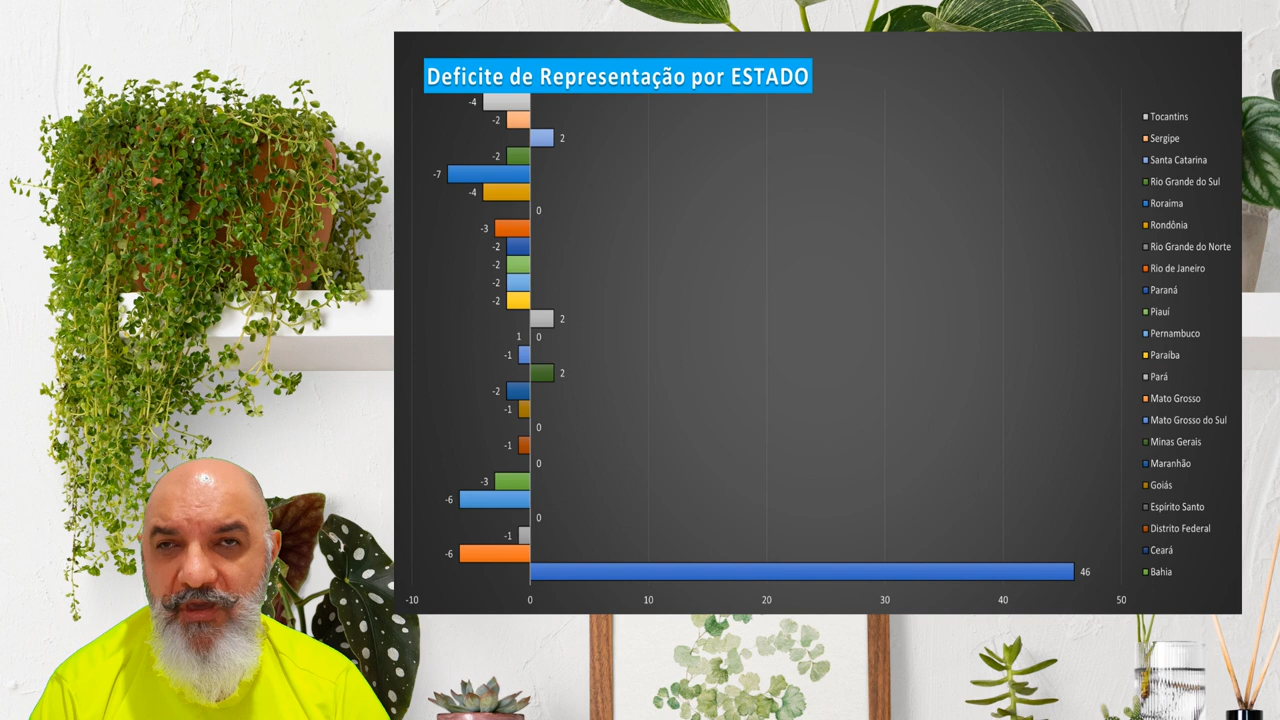 Deficite de Representação por ESTADO
-4
-2
2
-2
-7
-4
0
-3
-2
-2
-2
-2
2
1 0
-1
2
-2
-1
0
-1
0
-3
-6
0
-1
-6
46
-10 0 10 20 30 40 50
Tocantins
Sergipe
Santa Catarina
Rio Grande do Sul
Roraima
Rondônia
Rio Grande do Norte
Rio de Janeiro
Paraná
Piauí
Pernambuco
Paraíba
Pará
Mato Grosso
Mato Grosso do Sul
Minas Gerais
Maranhão
Goiás
Espírito Santo
Distrito Federal
Ceará
Bahia